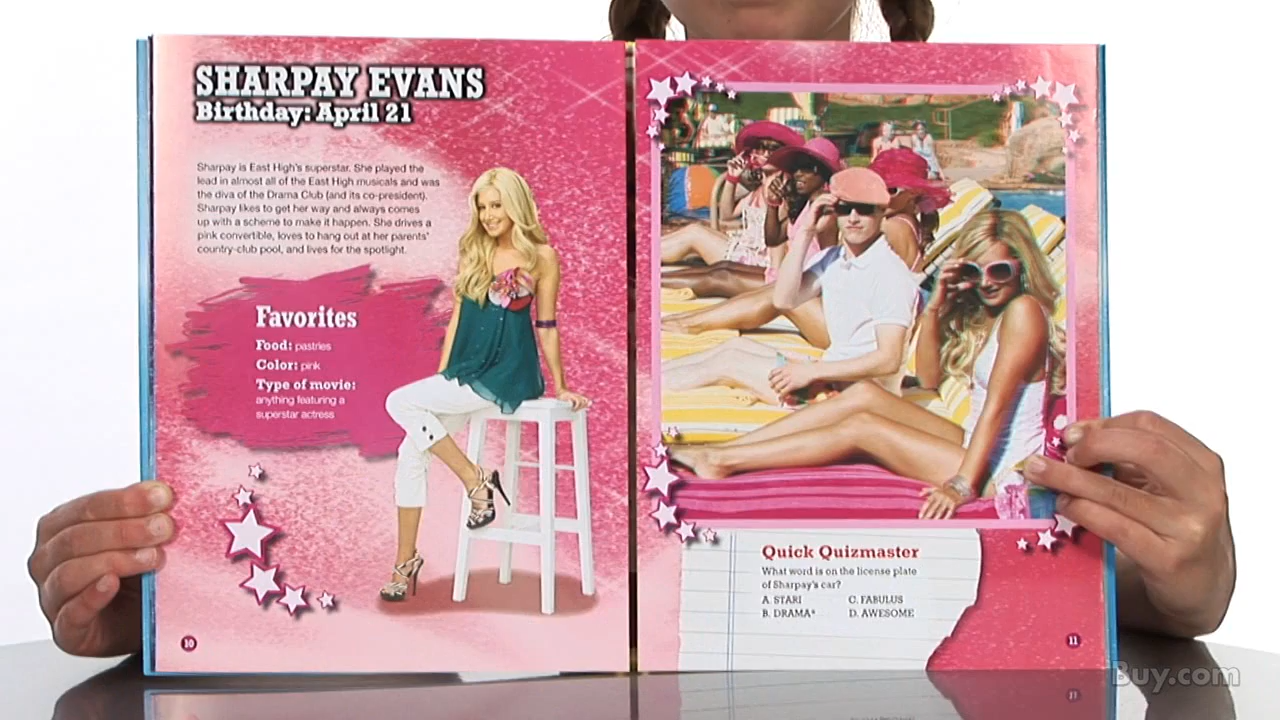 SHARPAY EVANS
Birthday: April 21
Sharpay is East High's superstar. She played the
lead in almost all of the East High musicals and was
the diva of the Drama Club (and its co-president).
Sharpay likes to get her way and always comes
up with a scheme to make it happen. She drives a
pink convertible, loves to hang out at her parents'
country-club pool, and lives for the spotlight.
Favorites
Food: pastries
Color: pink
Type of movie:
anything featuring a
superstar actress
10
Quick Quizmaster
What word is on the license plate
of Sharpay's car?
A. STAR1 C. FABULUS
B. DRAMA* D. AWESOME
11
Buy.com